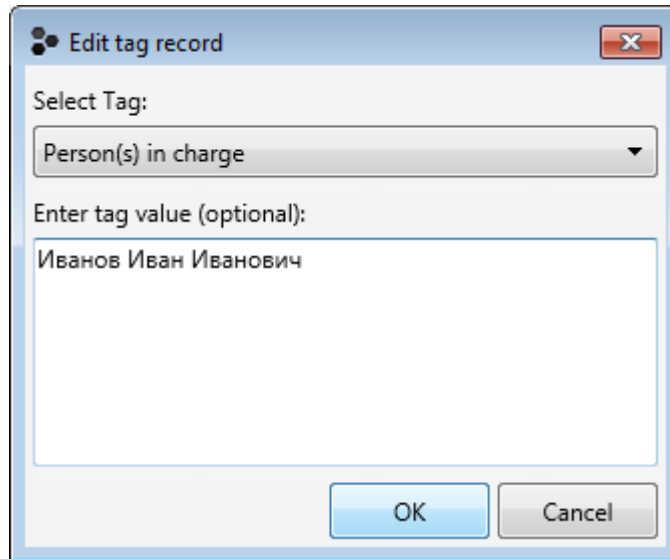 Edit tag record
Select Tag:
Person(s) in charge
Enter tag value (optional):
Иванов Иван Иванович
OK Cancel